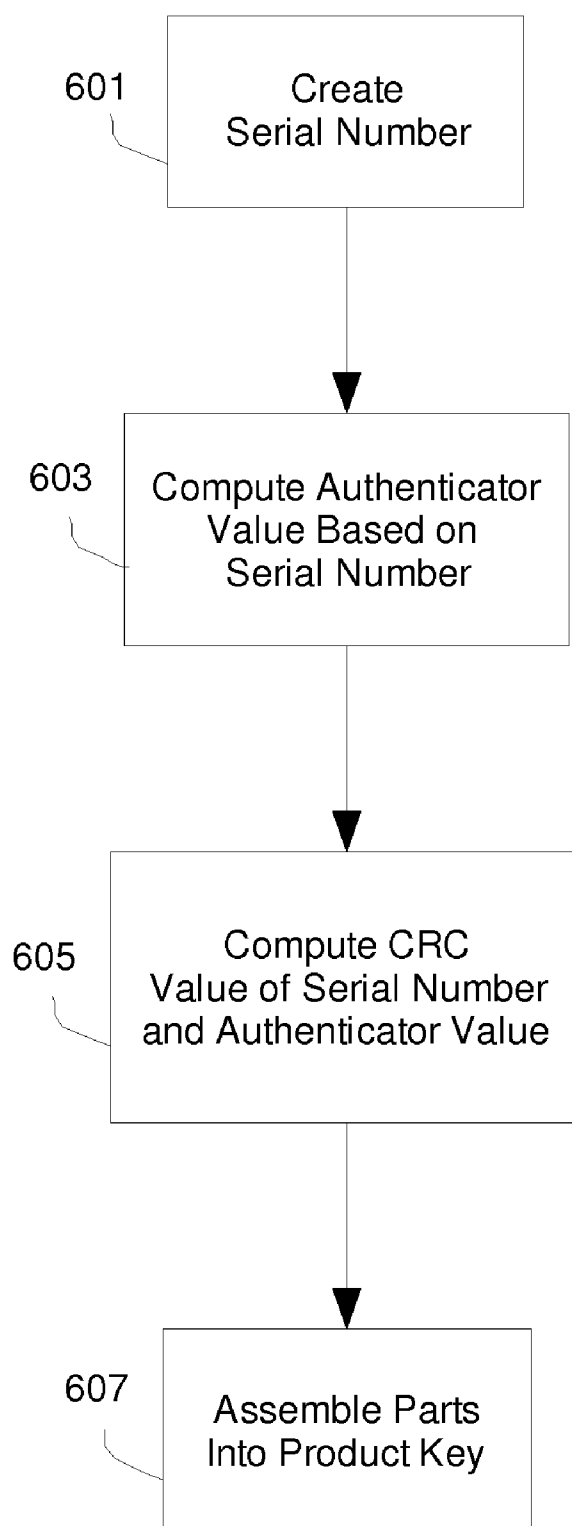 601
Create
Serial Number
603
Compute Authenticator
Value Based on
Serial Number
605
Compute CRC
Value of Serial Number
and Authenticator Value
607
Assemble Parts
Into Product Key